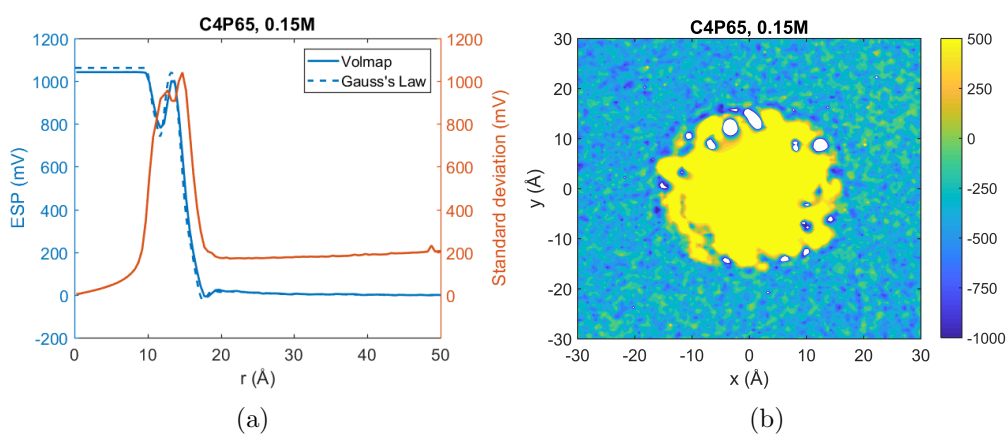 C4P65, 0.15M
1200
1000
800
600
400
200
0
-200
ESP (mV)
Volmap
Gauss's Law
1200
1000
800
600
400
200
0
Standard deviation (mV)
0 10 20 30 40 50
r (Å)
(a)
C4P65, 0.15M
30
20
10
0
-10
-20
-30
y (Å)
-30 -20 -10 0 10 20 30
x (Å)
500
250
0
-250
-500
-750
-1000
(b)